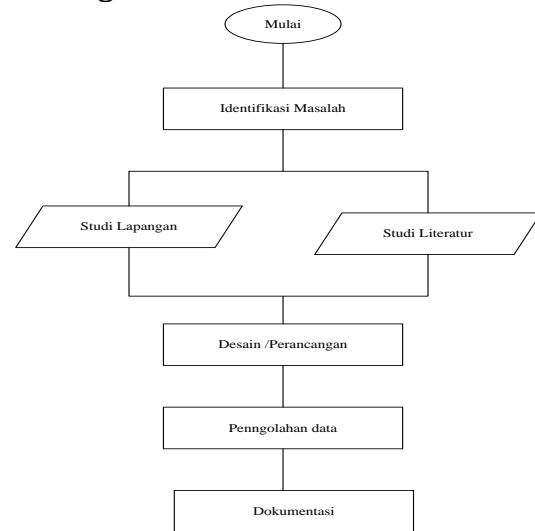 Mulai
Identifikasi Masalah
Studi Lapangan
Studi Literatur
Desain /Perancangan
Penngolahan data
Dokumentasi